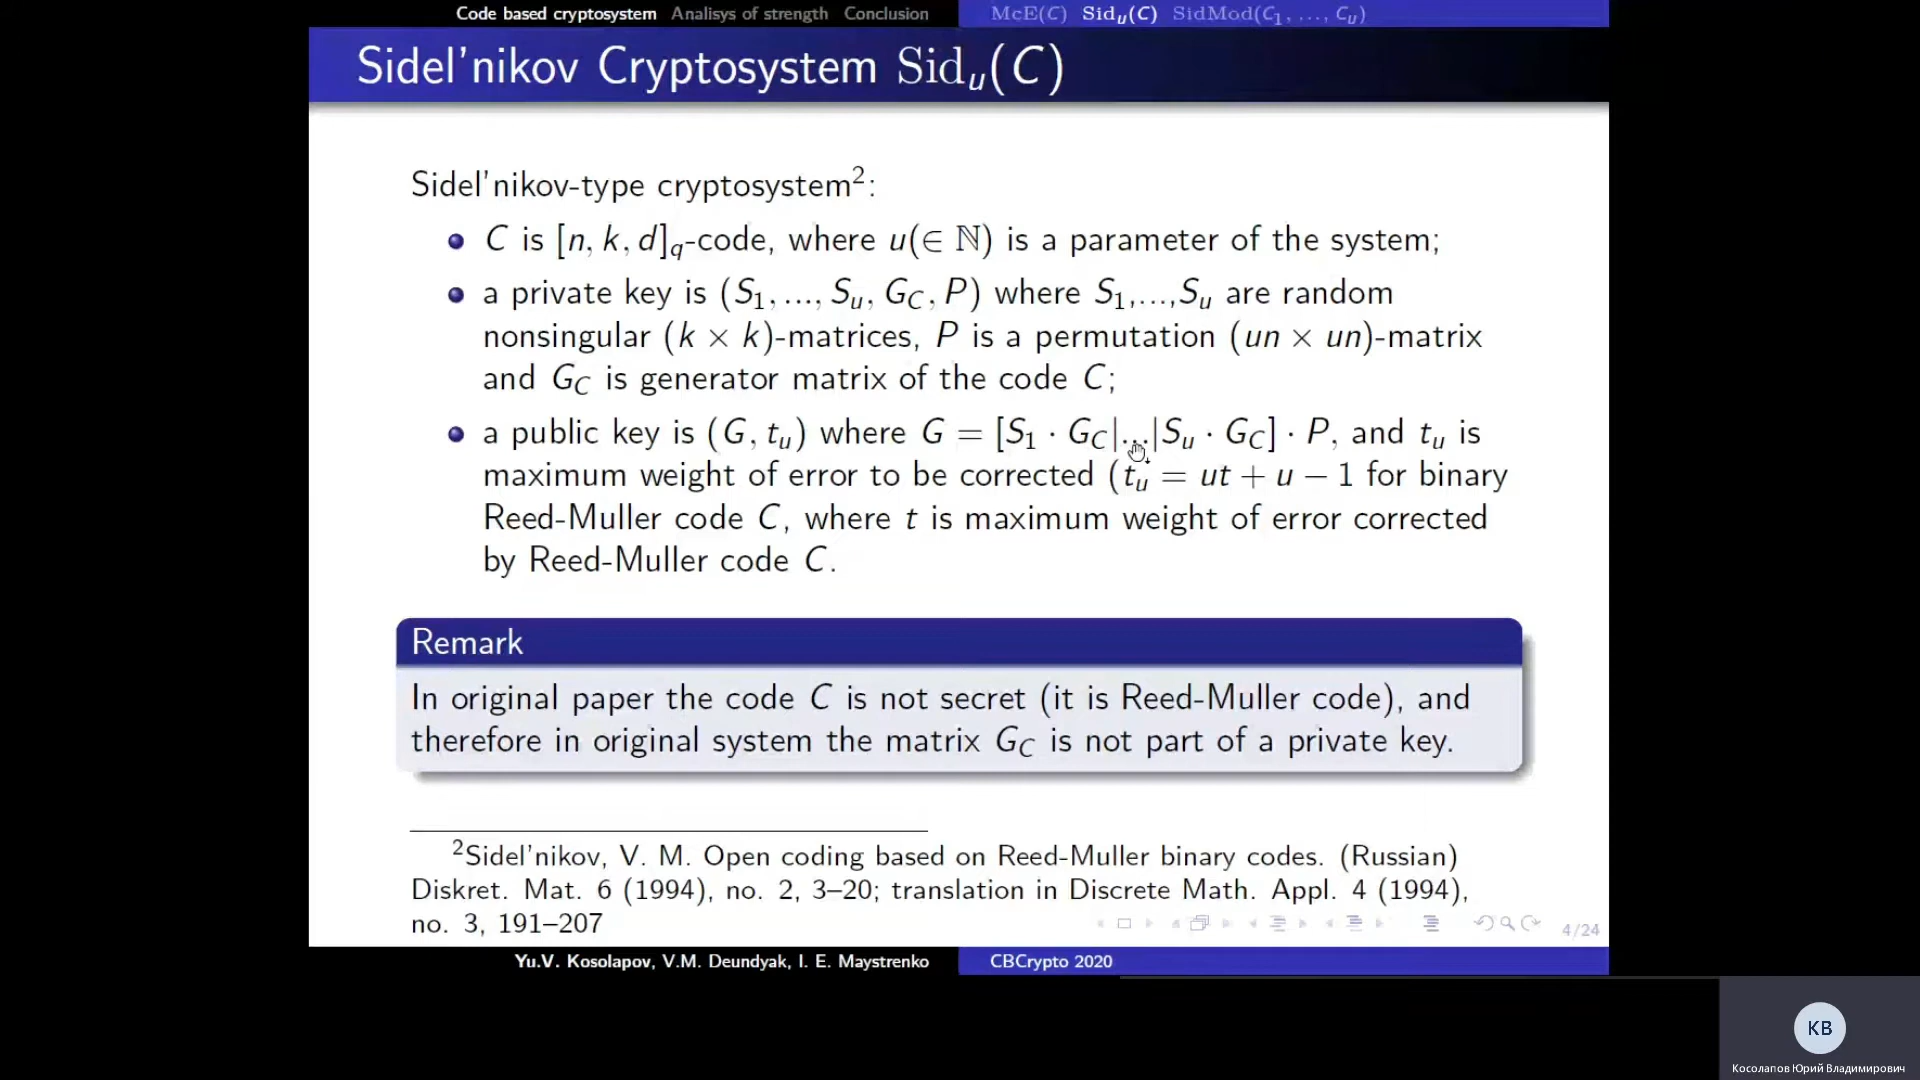 Code based cryptosystem Analisys of strength Conclusion McE(C) Sid_u(C) SidMod(C_1, ..., C_u)
Sidel'nikov Cryptosystem Sid_u(C)
Sidel'nikov-type cryptosystem²:
C is [n, k, d]_q-code, where u(∈ ℕ) is a parameter of the system;
a private key is (S_1, ..., S_u, G_C, P) where S_1,...,S_u are random
nonsingular (k × k)-matrices, P is a permutation (un × un)-matrix
and G_C is generator matrix of the code C;
a public key is (G, t_u) where G = [S_1 · G_C|...|S_u · G_C] · P, and t_u is
maximum weight of error to be corrected (t_u = ut + u − 1 for binary
Reed-Muller code C, where t is maximum weight of error corrected
by Reed-Muller code C.
Remark
In original paper the code C is not secret (it is Reed-Muller code), and
therefore in original system the matrix G_C is not part of a private key.
²Sidel'nikov, V. M. Open coding based on Reed-Muller binary codes. (Russian)
Diskret. Mat. 6 (1994), no. 2, 3–20; translation in Discrete Math. Appl. 4 (1994),
no. 3, 191–207
4/24
Yu.V. Kosolapov, V.M. Deundyak, I. E. Maystrenko CBCrypto 2020
КВ
Косолапов Юрий Владимирович